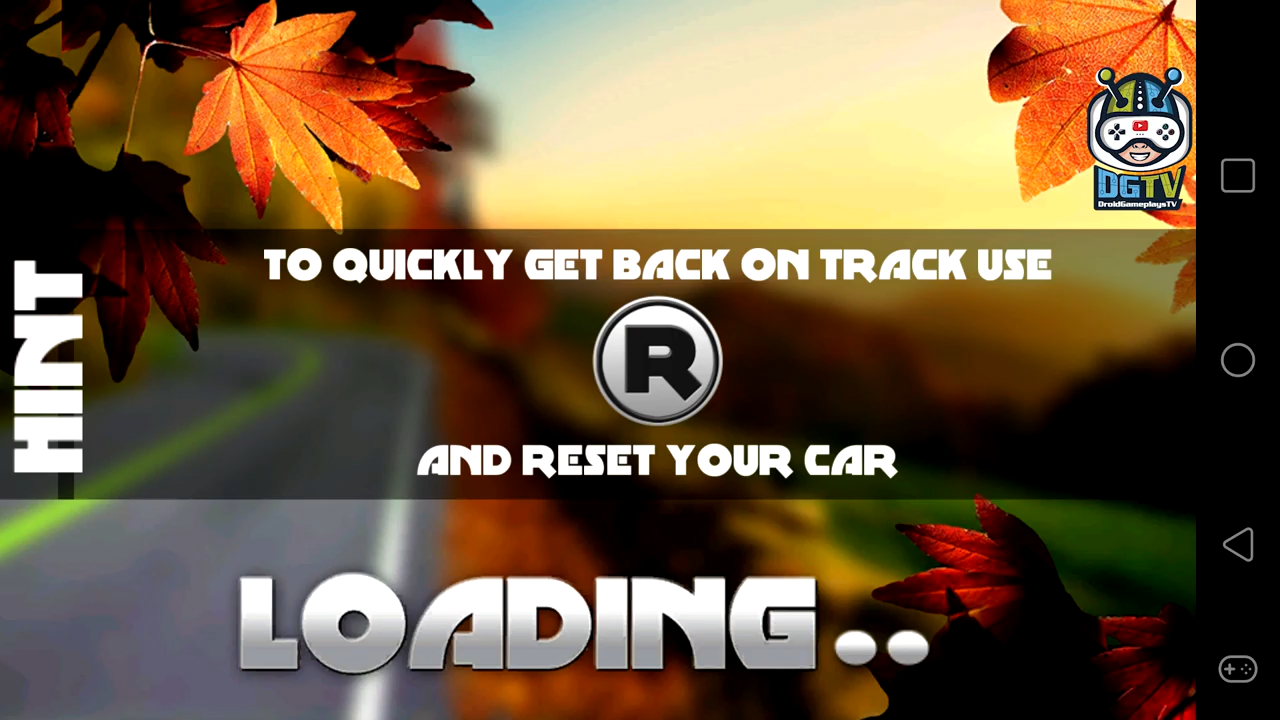 DGTV
DroidGameplaysTV
HINT
TO QUICKLY GET BACK ON TRACK USE
R
AND RESET YOUR CAR
LOADING..